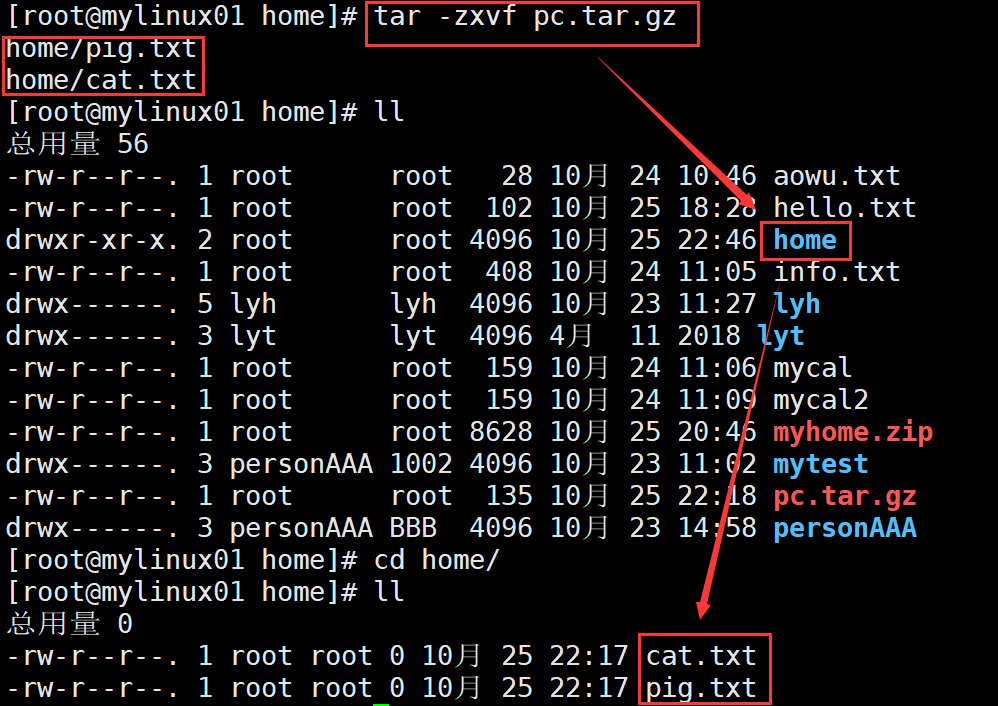 [root@mylinux01 home]# tar -zxvf pc.tar.gz
home/pig.txt
home/cat.txt
[root@mylinux01 home]# ll
总用量 56
-rw-r--r--. 1 root      root   28 10月  24 10:46 aowu.txt
-rw-r--r--. 1 root      root  102 10月  25 18:28 hello.txt
drwxr-xr-x. 2 root      root 4096 10月  25 22:46 home
-rw-r--r--. 1 root      root  408 10月  24 11:05 info.txt
drwx------. 5 lyh       lyh  4096 10月  23 11:27 lyh
drwx------. 3 lyt       lyt  4096 4月   11 2018 lyt
-rw-r--r--. 1 root      root  159 10月  24 11:06 mycal
-rw-r--r--. 1 root      root  159 10月  24 11:09 mycal2
-rw-r--r--. 1 root      root 8628 10月  25 20:46 myhome.zip
drwx------. 3 personAAA 1002 4096 10月  23 11:02 mytest
-rw-r--r--. 1 root      root  135 10月  25 22:18 pc.tar.gz
drwx------. 3 personAAA BBB  4096 10月  23 14:58 personAAA
[root@mylinux01 home]# cd home/
[root@mylinux01 home]# ll
总用量 0
-rw-r--r--. 1 root root 0 10月  25 22:17 cat.txt
-rw-r--r--. 1 root root 0 10月  25 22:17 pig.txt